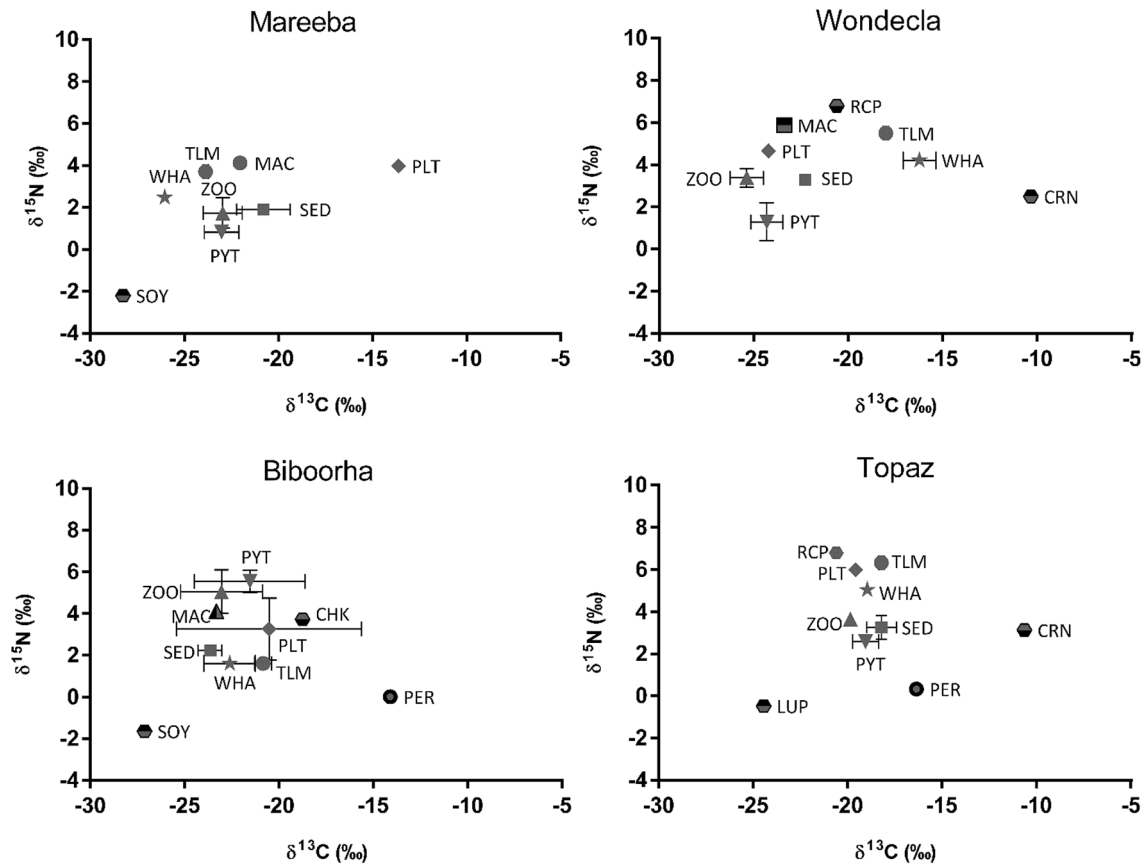 Mareeba
10
8
6
4
2
0
-2
-4
δ15N (‰)
WHA
TLM
MAC
PLT
ZOO
SED
PYT
SOY
-30 -25 -20 -15 -10 -5
δ13C (‰)
Wondecla
10
8
6
4
2
0
-2
-4
δ15N (‰)
RCP
MAC
TLM
PLT
WHA
ZOO
SED
CRN
PYT
-30 -25 -20 -15 -10 -5
δ13C (‰)
Biboorha
10
8
6
4
2
0
-2
-4
δ15N (‰)
PYT
ZOO
MAC
CHK
PLT
SED
WHA
TLM
PER
SOY
-30 -25 -20 -15 -10 -5
δ13C (‰)
Topaz
10
8
6
4
2
0
-2
-4
δ15N (‰)
RCP
TLM
PLT
WHA
ZOO
SED
CRN
PYT
PER
LUP
-30 -25 -20 -15 -10 -5
δ13C (‰)